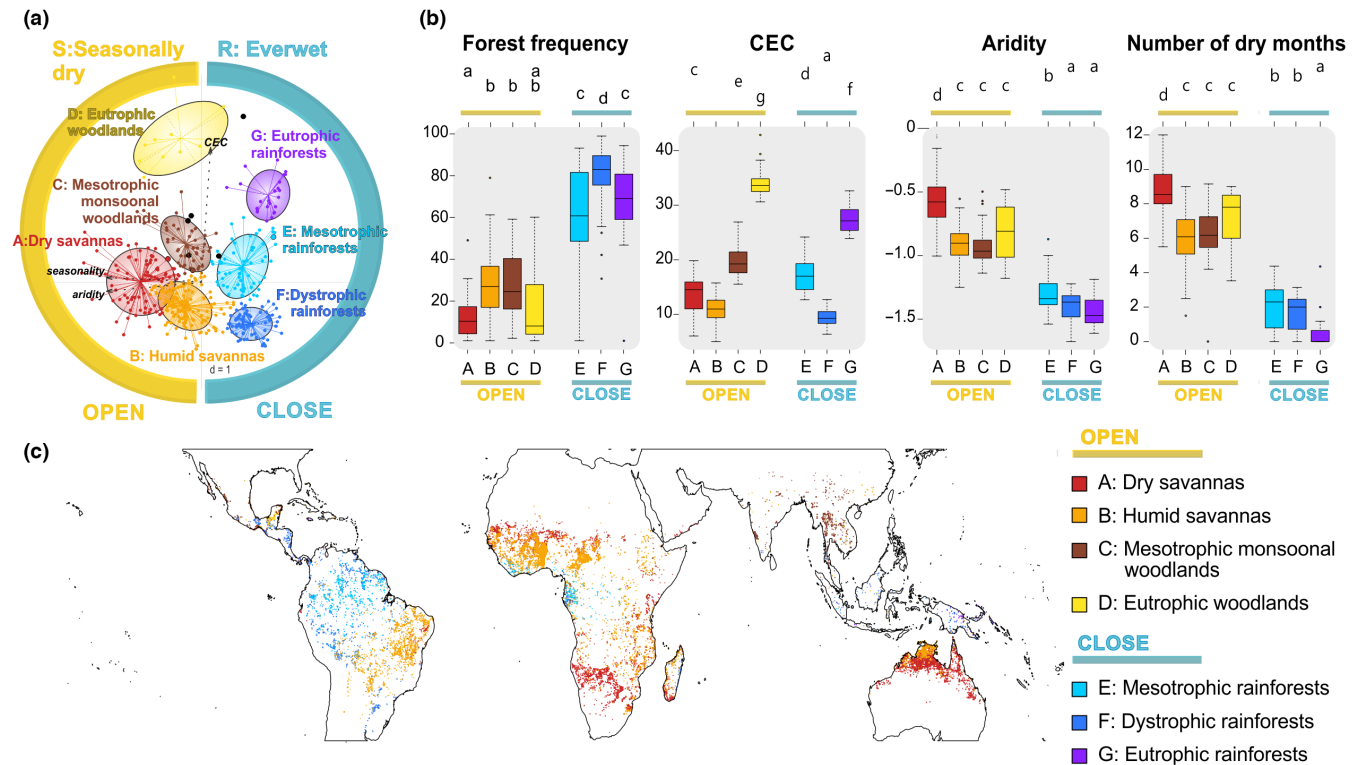 (a)
S:Seasonally
dry
R: Everwet
D: Eutrophic
woodlands
CEC
G: Eutrophic
rainforests
C: Mesotrophic
monsoonal
woodlands
A:Dry savannas
E: Mesotrophic
rainforests
seasonality
aridity
F:Dystrophic
rainforests
B: Humid savannas
d = 1
OPEN
CLOSE
(b)
Forest frequency
a b b a b
c d c
100
80
60
40
20
0
A B C D E F G
OPEN CLOSE
CEC
c a e g
d a f
40
30
20
10
A B C D E F G
OPEN CLOSE
Aridity
d c c c
b a a
0
−0.5
−1.0
−1.5
A B C D E F G
OPEN CLOSE
Number of dry months
d c c c
b b a
12
10
8
6
4
2
0
A B C D E F G
OPEN CLOSE
(c)
OPEN
A: Dry savannas
B: Humid savannas
C: Mesotrophic monsoonal
woodlands
D: Eutrophic woodlands
CLOSE
E: Mesotrophic rainforests
F: Dystrophic rainforests
G: Eutrophic rainforests